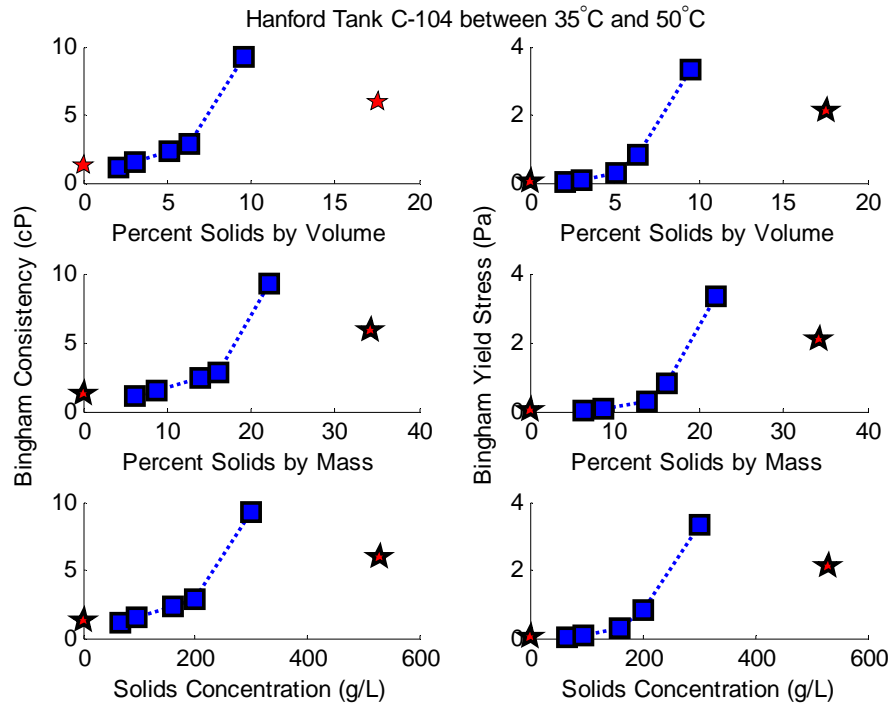 Hanford Tank C-104 between 35°C and 50°C
Bingham Consistency (cP)
10
5
0
0 5 10 15 20
Percent Solids by Volume
10
5
0
0 10 20 30 40
Percent Solids by Mass
10
5
0
0 200 400 600
Solids Concentration (g/L)
Bingham Yield Stress (Pa)
4
2
0
0 5 10 15 20
Percent Solids by Volume
4
2
0
0 10 20 30 40
Percent Solids by Mass
4
2
0
0 200 400 600
Solids Concentration (g/L)